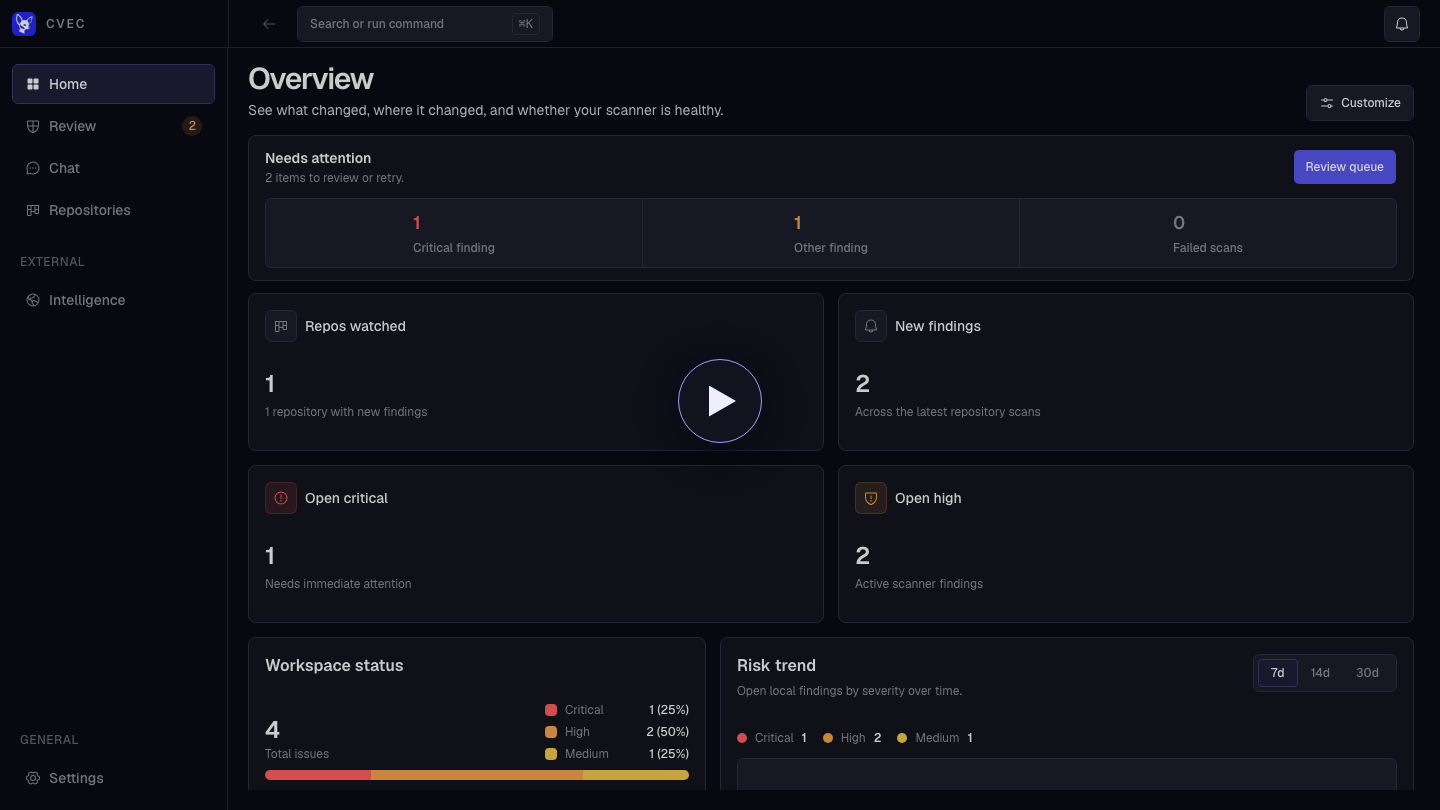 CVEC
Search or run command ⌘K
Home
Review 2
Chat
Repositories
EXTERNAL
Intelligence
GENERAL
Settings
Overview
See what changed, where it changed, and whether your scanner is healthy.
Customize
Needs attention
2 items to review or retry.
Review queue
1
Critical finding
1
Other finding
0
Failed scans
Repos watched
1
1 repository with new findings
New findings
2
Across the latest repository scans
Open critical
1
Needs immediate attention
Open high
2
Active scanner findings
Workspace status
4
Total issues
Critical 1 (25%)
High 2 (50%)
Medium 1 (25%)
Risk trend
Open local findings by severity over time.
7d 14d 30d
Critical 1 High 2 Medium 1